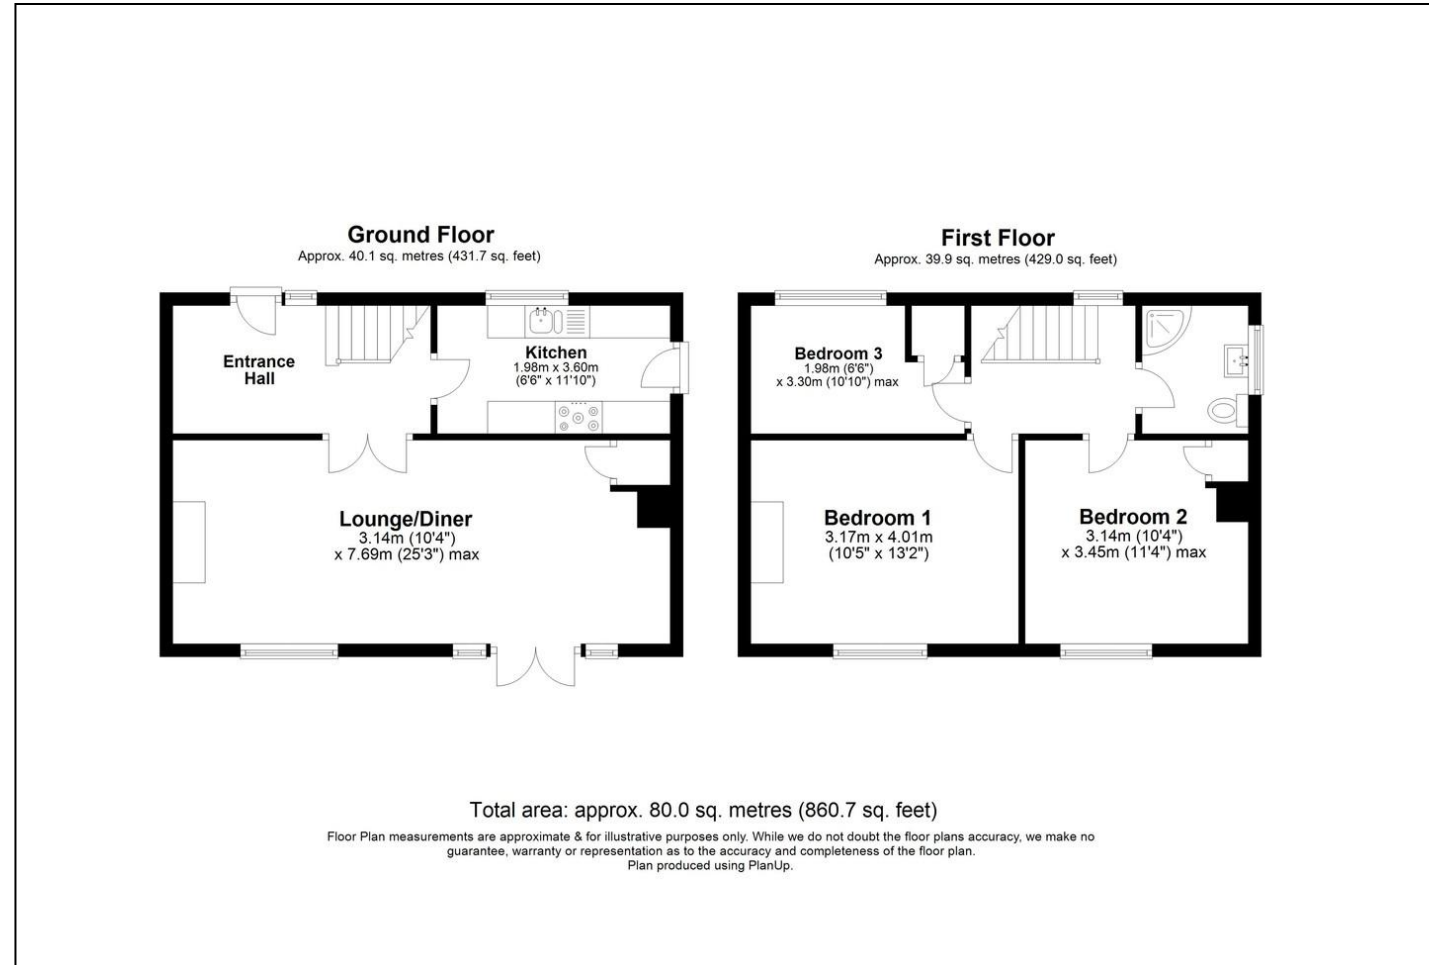 Ground Floor
Approx. 40.1 sq. metres (431.7 sq. feet)
Entrance
Hall
Kitchen
1.98m x 3.60m
(6'6" x 11'10")
Lounge/Diner
3.14m (10'4")
x 7.69m (25'3") max
First Floor
Approx. 39.9 sq. metres (429.0 sq. feet)
Bedroom 3
1.98m (6'6")
x 3.30m (10'10") max
Bedroom 1
3.17m x 4.01m
(10'5" x 13'2")
Bedroom 2
3.14m (10'4")
x 3.45m (11'4") max
Total area: approx. 80.0 sq. metres (860.7 sq. feet)
Floor Plan measurements are approximate & for illustrative purposes only. While we do not doubt the floor plans accuracy, we make no
guarantee, warranty or representation as to the accuracy and completeness of the floor plan.
Plan produced using PlanUp.